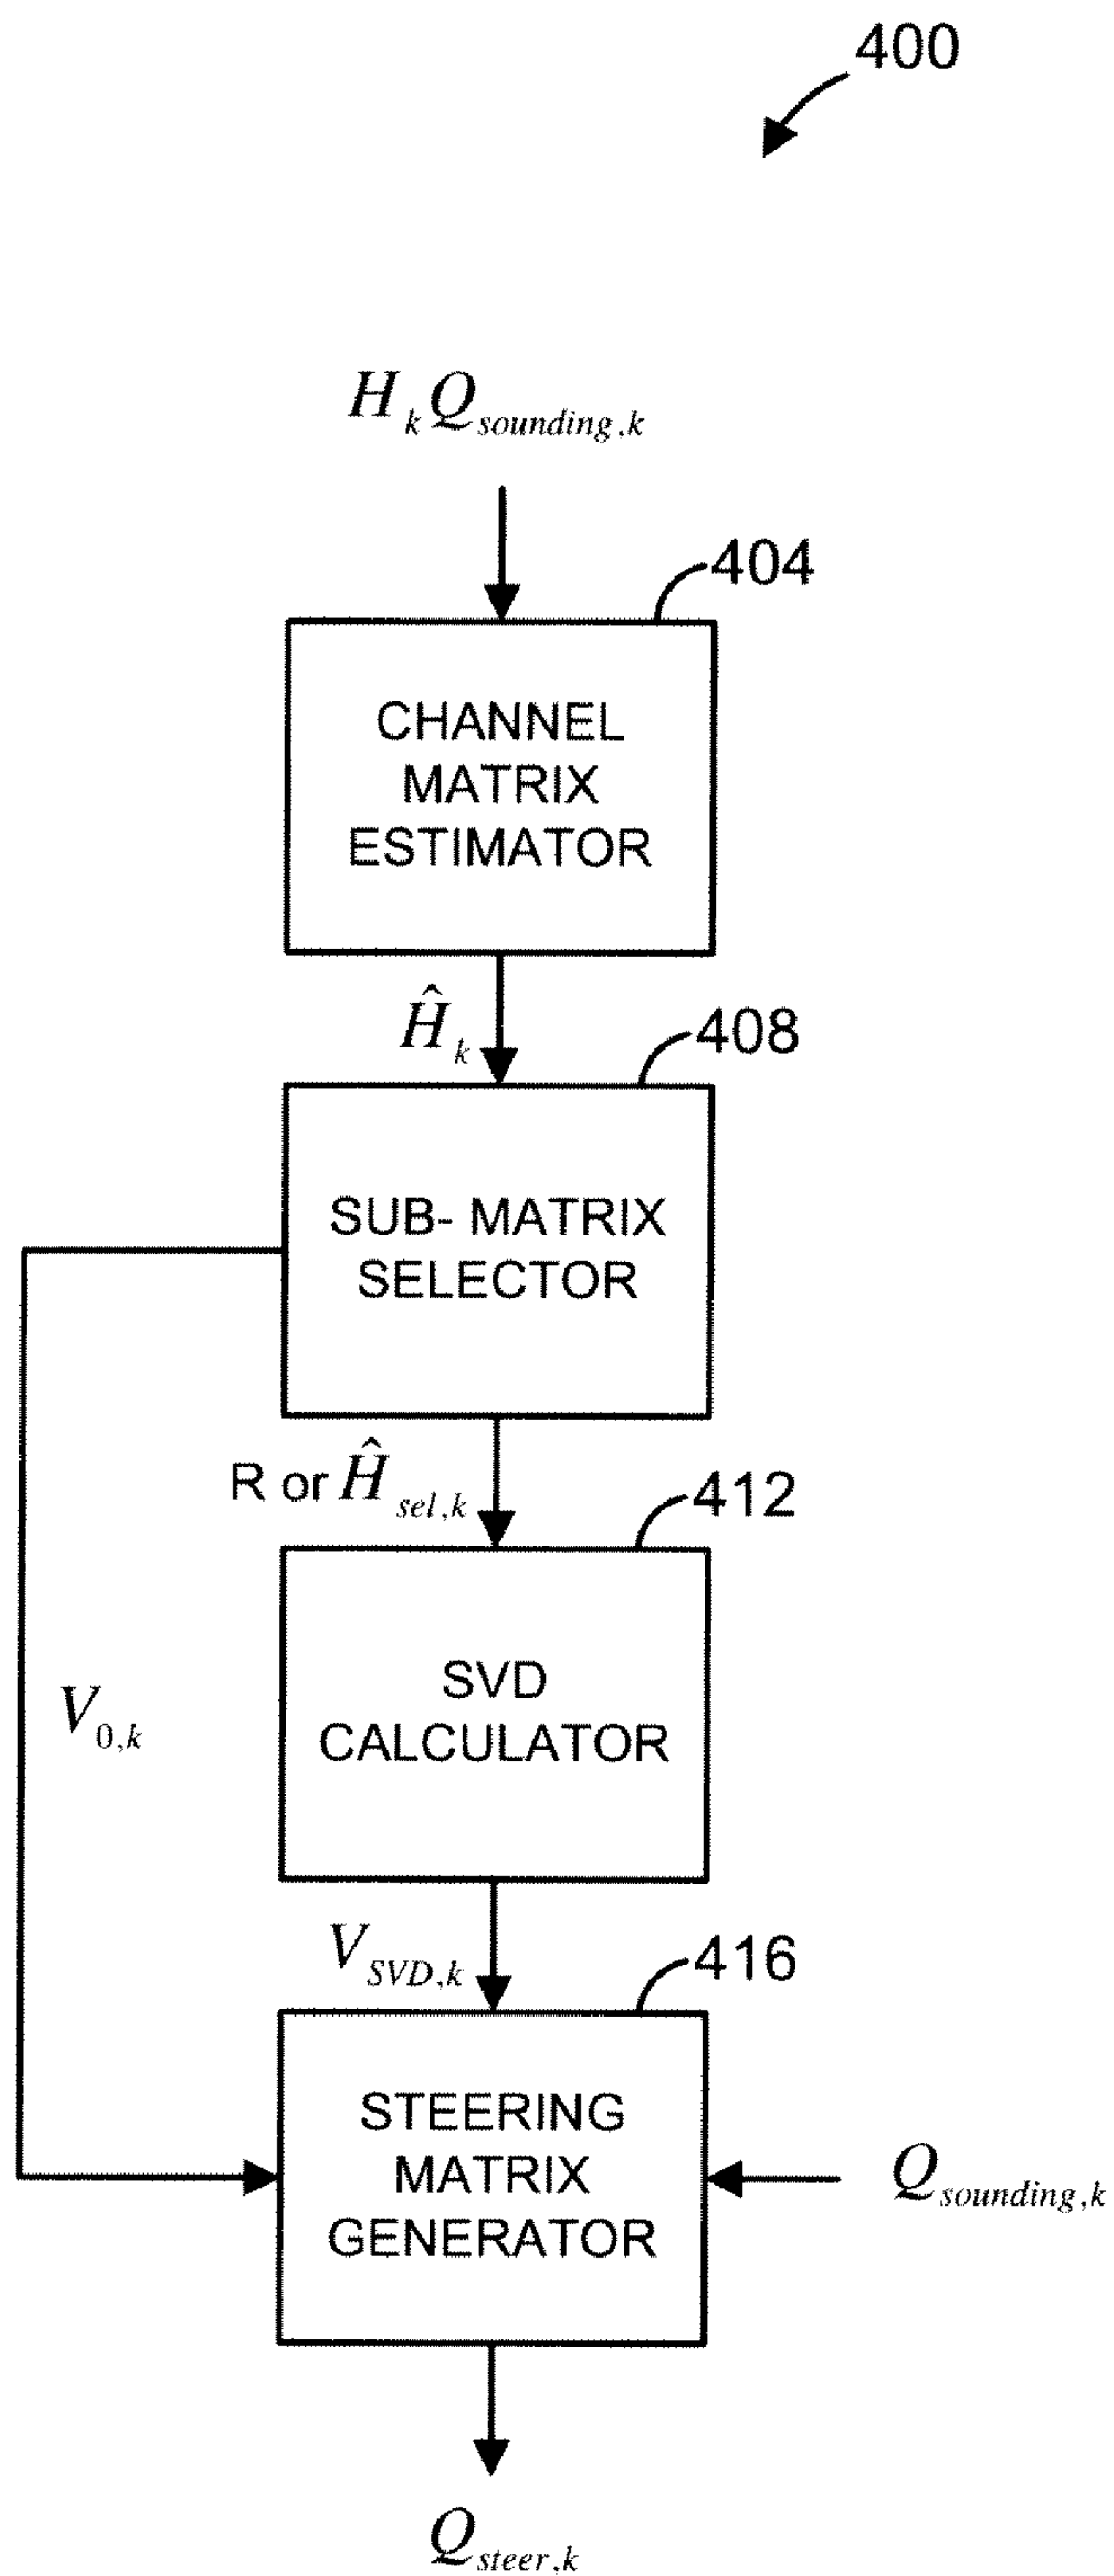 400
H_k Q_sounding,k
404
CHANNEL
MATRIX
ESTIMATOR
Ĥ_k
408
SUB- MATRIX
SELECTOR
R or Ĥ_sel,k
412
SVD
CALCULATOR
V_0,k
V_SVD,k
416
STEERING
MATRIX
GENERATOR
Q_sounding,k
Q_steer,k